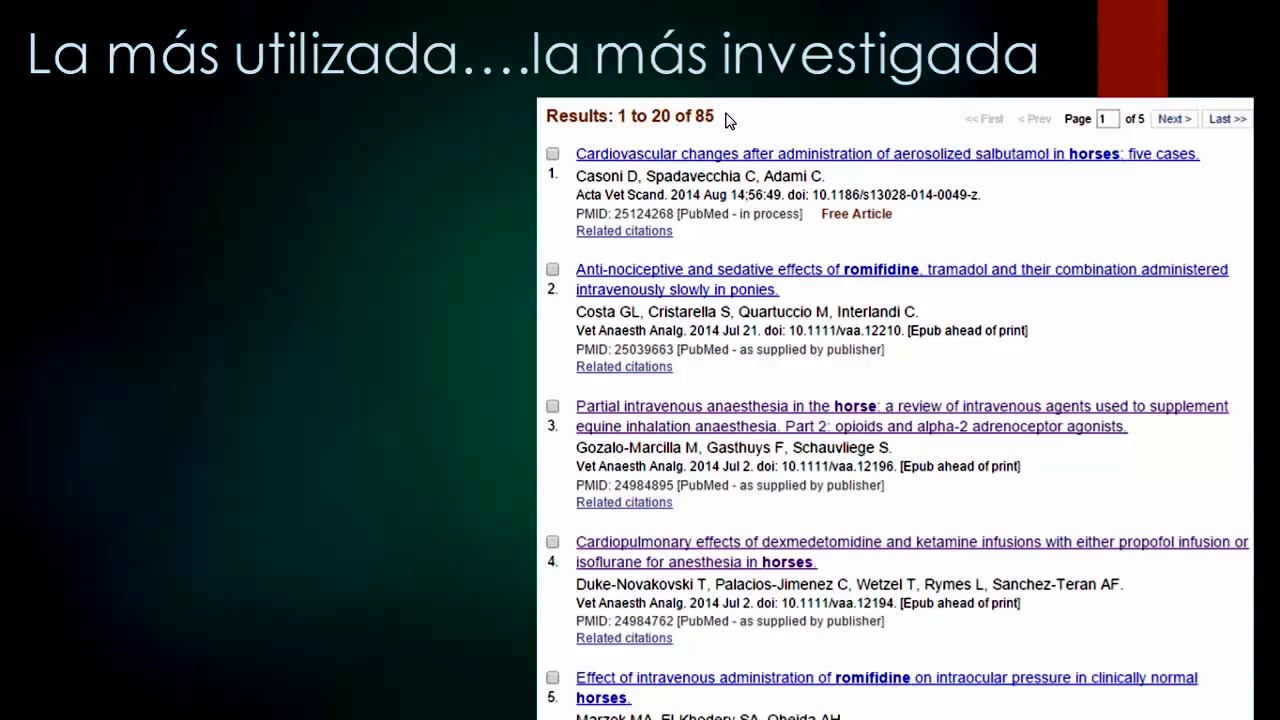 La más utilizada....la más investigada
Results: 1 to 20 of 85
<< First < Prev Page 1 of 5 Next > Last >>
Cardiovascular changes after administration of aerosolized salbutamol in horses: five cases.
1.
Casoni D, Spadavecchia C, Adami C.
Acta Vet Scand. 2014 Aug 14;56:49. doi: 10.1186/s13028-014-0049-z.
PMID: 25124268 [PubMed - in process] Free Article
Related citations
Anti-nociceptive and sedative effects of romifidine, tramadol and their combination administered
2.
intravenously slowly in ponies.
Costa GL, Cristarella S, Quartuccio M, Interlandi C.
Vet Anaesth Analg. 2014 Jul 21. doi: 10.1111/vaa.12210. [Epub ahead of print]
PMID: 25039663 [PubMed - as supplied by publisher]
Related citations
Partial intravenous anaesthesia in the horse: a review of intravenous agents used to supplement
3.
equine inhalation anaesthesia. Part 2: opioids and alpha-2 adrenoceptor agonists.
Gozalo-Marcilla M, Gasthuys F, Schauvliege S.
Vet Anaesth Analg. 2014 Jul 2. doi: 10.1111/vaa.12196. [Epub ahead of print]
PMID: 24984895 [PubMed - as supplied by publisher]
Related citations
Cardiopulmonary effects of dexmedetomidine and ketamine infusions with either propofol infusion or
4.
isoflurane for anesthesia in horses.
Duke-Novakovski T, Palacios-Jimenez C, Wetzel T, Rymes L, Sanchez-Teran AF.
Vet Anaesth Analg. 2014 Jul 2. doi: 10.1111/vaa.12194. [Epub ahead of print]
PMID: 24984762 [PubMed - as supplied by publisher]
Related citations
Effect of intravenous administration of romifidine on intraocular pressure in clinically normal
5.
horses.
Marzok MA, El-Khodery SA, Oheida AH.